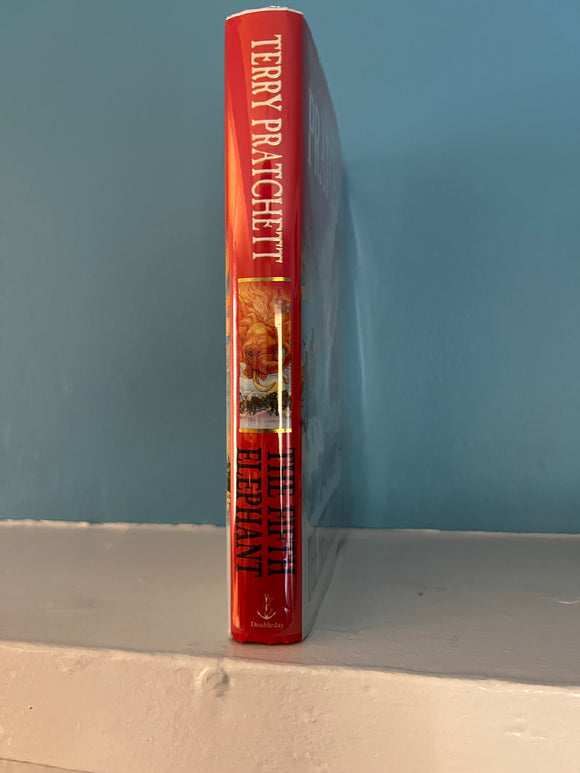 TERRY PRATCHETT
THE FIFTH
ELEPHANT
Doubleday